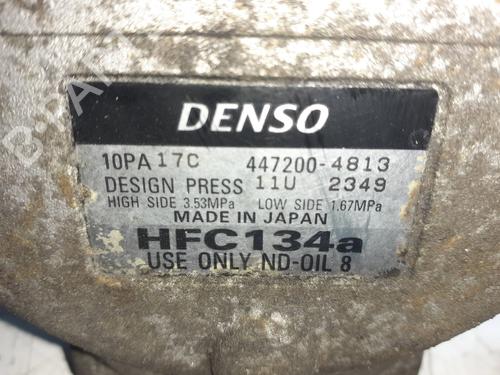 DENSO
10PA17C 447200-4813
DESIGN PRESS 11U 2349
HIGH SIDE 3.53MPa LOW SIDE 1.67MPa
MADE IN JAPAN
HFC134a
USE ONLY ND-OIL 8
B-PARTS